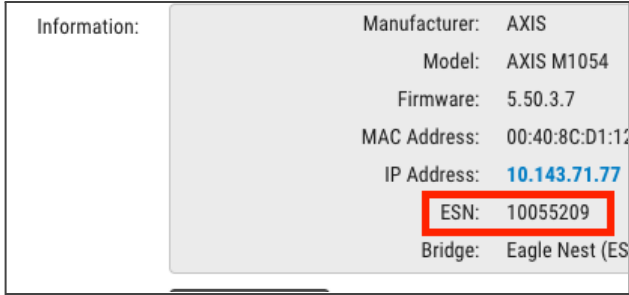 Information:
Manufacturer: AXIS
Model: AXIS M1054
Firmware: 5.50.3.7
MAC Address: 00:40:8C:D1:12
IP Address: 10.143.71.77
ESN: 10055209
Bridge: Eagle Nest (ES